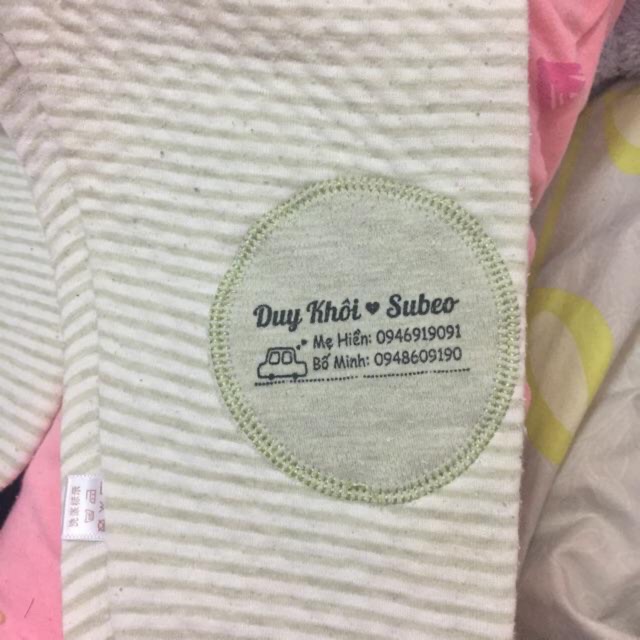 Duy Khôi ♥ Subeo
Mẹ Hiền: 0946919091
Bố Minh: 0948609190